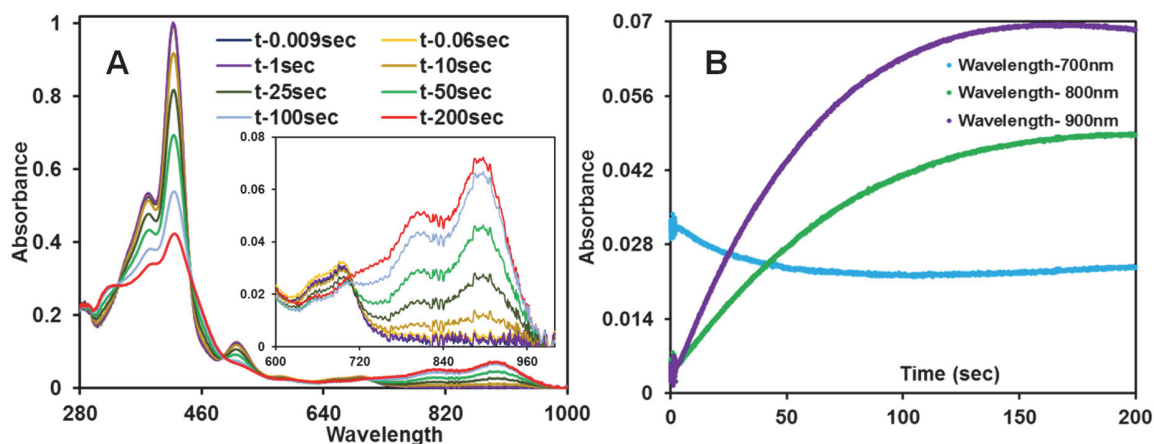 A
t-0.009sec t-0.06sec
t-1sec t-10sec
t-25sec t-50sec
t-100sec t-200sec
Absorbance
1
0.8
0.6
0.4
0.2
0
280 460 640 820 1000
Wavelength
0.08
0.06
0.04
0.02
0
600 720 840 960
B
Wavelength-700nm
Wavelength- 800nm
Wavelength- 900nm
Absorbance
0.07
0.056
0.042
0.028
0.014
0
Time (sec)
0 50 100 150 200